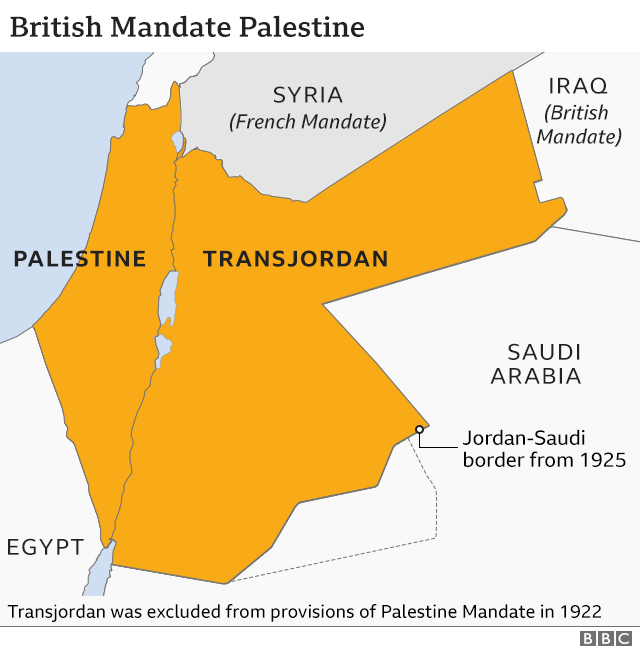 British Mandate Palestine
SYRIA
(French Mandate)
IRAQ
(British
Mandate)
PALESTINE
TRANSJORDAN
SAUDI
ARABIA
Jordan-Saudi
border from 1925
EGYPT
Transjordan was excluded from provisions of Palestine Mandate in 1922
BBC